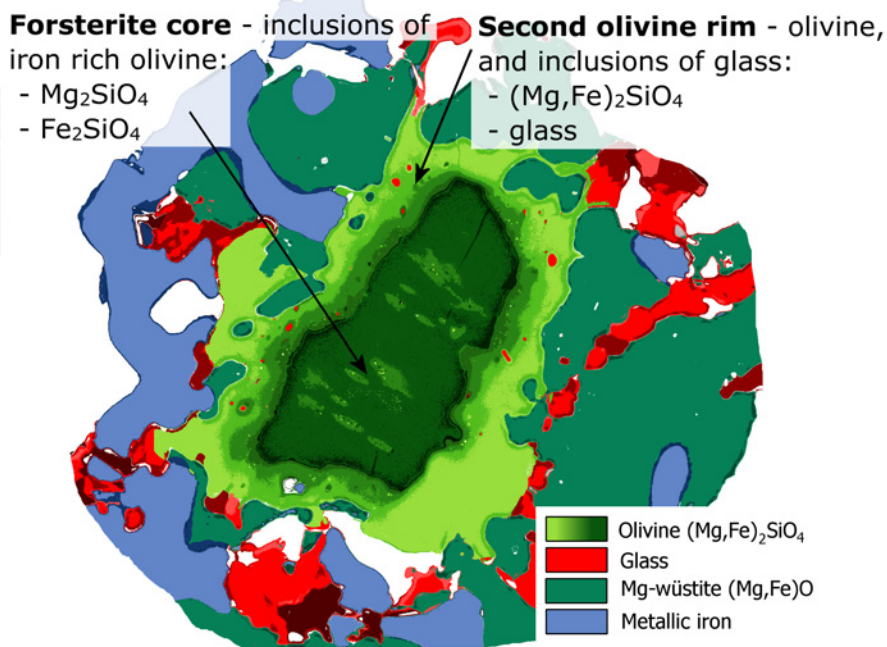 Forsterite core - inclusions of
iron rich olivine:
- Mg₂SiO₄
- Fe₂SiO₄
Second olivine rim - olivine,
and inclusions of glass:
- (Mg,Fe)₂SiO₄
- glass
Olivine (Mg,Fe)₂SiO₄
Glass
Mg-wüstite (Mg,Fe)O
Metallic iron